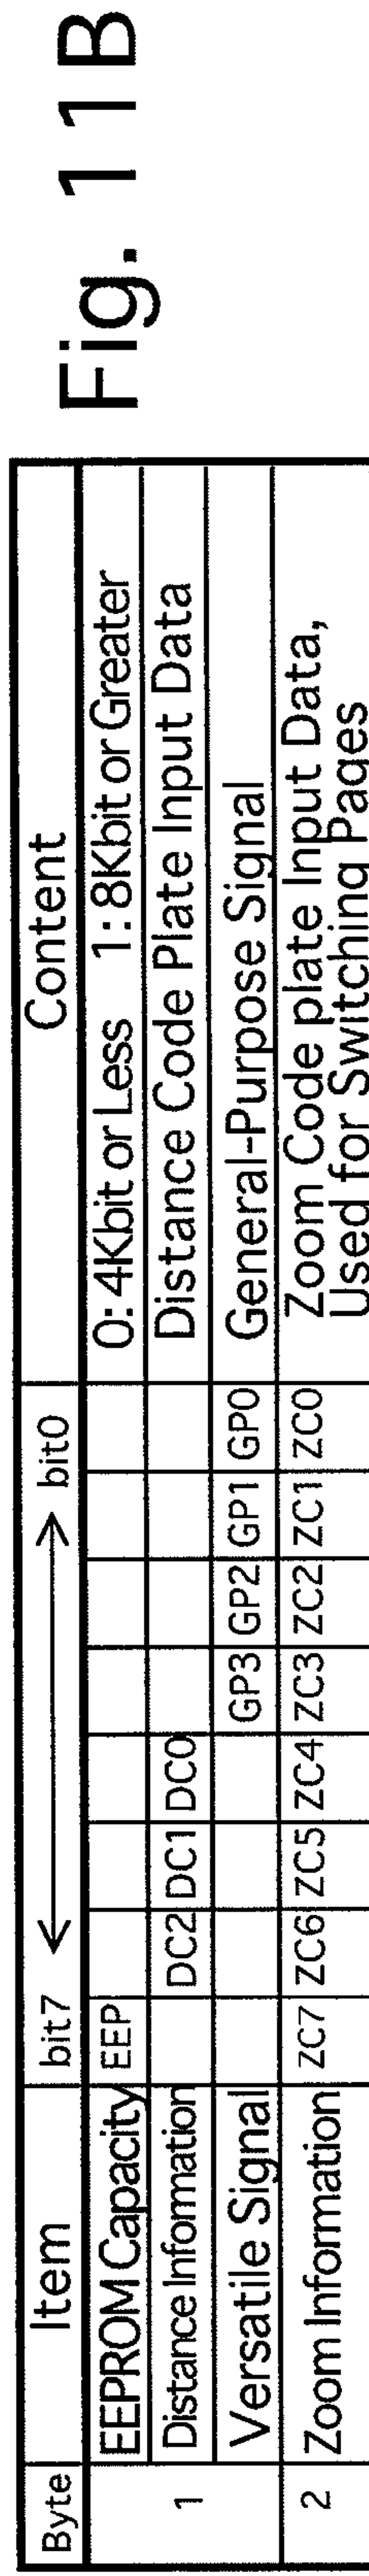 Fig. 11B
Byte Item bit7 bit0 Content
1 EEPROM Capacity EEP 0: 4Kbit or Less 1: 8Kbit or Greater
Distance Information DC2 DC1 DC0 Distance Code Plate Input Data
Versatile Signal GP3 GP2 GP1 GP0 General-Purpose Signal
2 Zoom Information ZC7 ZC6 ZC5 ZC4 ZC3 ZC2 ZC1 ZC0 Zoom Code plate Input Data,
Used for Switching Pages